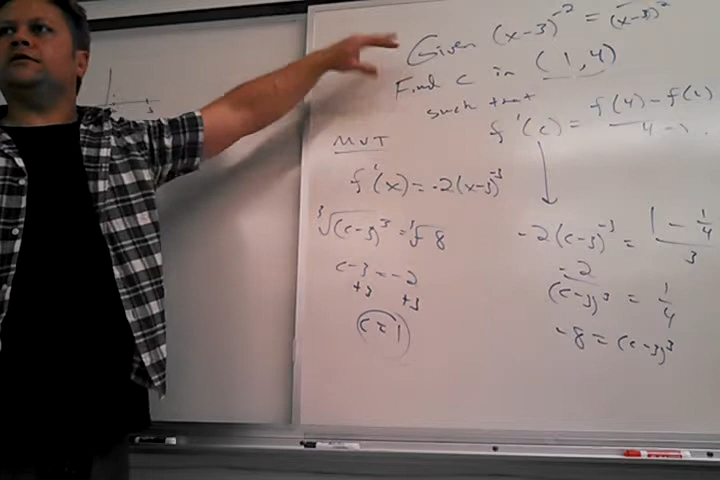 Given (x-3)^-2 = (x-3)^2
Find c in (1,4)
such that
f'(c) = f(4)-f(1) / 4-1
MVT
f'(x) = -2(x-3)^-3
-2(c-3)^-3 = 1 - 1/4 / 3
-2 / (c-3)^3 = 1/4
-8 = (c-3)^3
∛(c-3)^3 = ∛-8
c-3 = -2
+3 +3
c=1